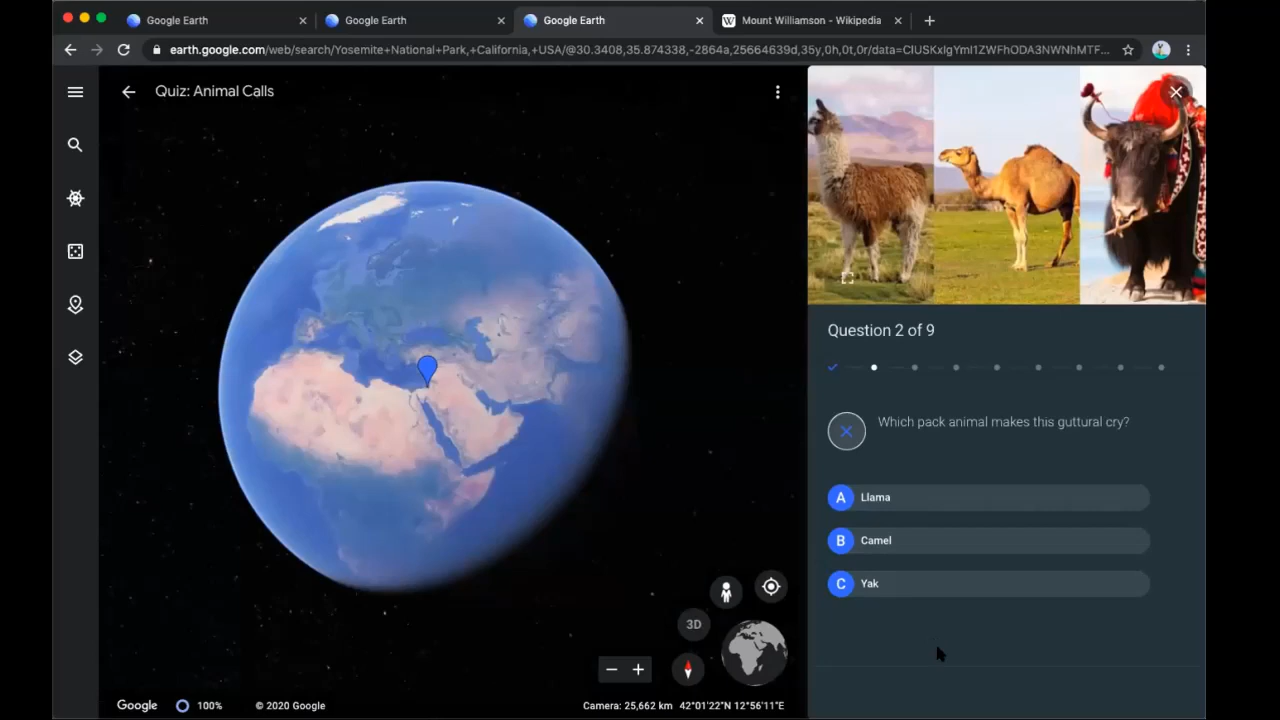 Google Earth
Google Earth
Google Earth
W Mount Williamson - Wikipedia
earth.google.com/web/search/Yosemite+National+Park,+California,+USA/@30.3408,35.874338,-2864a,25664639d,35y,0h,0t,0r/data=
Quiz: Animal Calls
Question 2 of 9
Which pack animal makes this guttural cry?
A Llama
B Camel
C Yak
3D
Google 100% © 2020 Google Camera: 25,662 km 42°01'22"N 12°56'11"E